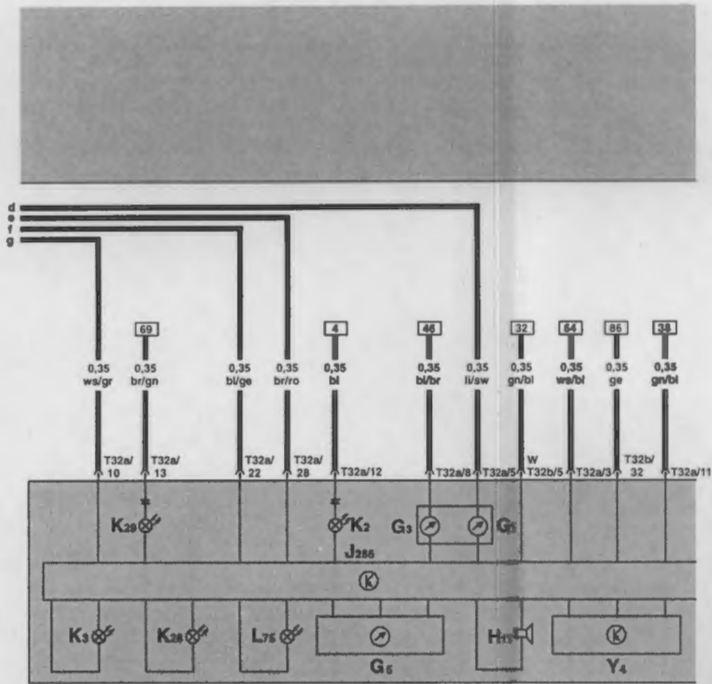 d
e
f
g
69 4 46 32 64 86 38
0,35 0,35 0,35 0,35 0,35 0,35 0,35 0,35 0,35 0,35 0,35
ws/gr br/gn bl/ge br/ro bl bl/br li/sw gn/bl ws/bl ge gn/bl
T32a/ T32a/ T32a/ T32a/ W T32b/
10 13 22 28 T32a/12 T32a/8 T32a/5 T32b/5 T32a/3 32 T32a/11
K29 K2 G3
J285
K3 K28 L75 H
G5 Y4